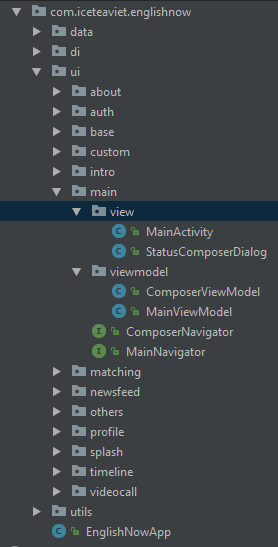 com.iceteaviet.englishnow
data
di
ui
about
auth
base
custom
intro
main
view
C MainActivity
C StatusComposerDialog
viewmodel
C ComposerViewModel
C MainViewModel
I ComposerNavigator
I MainNavigator
matching
newsfeed
others
profile
splash
timeline
videocall
utils
C EnglishNowApp